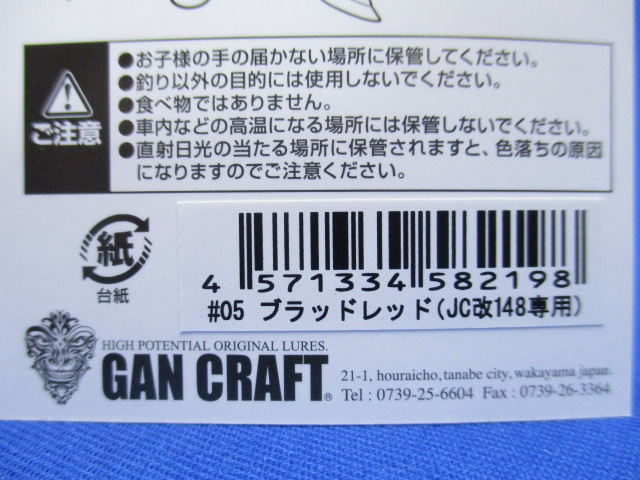 ●お子様の手の届かない場所に保管してください。
●釣り以外の目的には使用しないでください。
●食べ物ではありません。
●車内などの高温になる場所には保管しないでください。
●直射日光の当たる場所に保管されますと、色落ちの原因
になりますのでご注意ください。
ご注意
紙
台紙
4 571334 582198
#05 ブラッドレッド(JC改148専用)
HIGH POTENTIAL ORIGINAL LURES.
GAN CRAFT®
21-1, houraicho, tanabe city, wakayama japan.
Tel : 0739-25-6604 Fax : 0739-26-3364